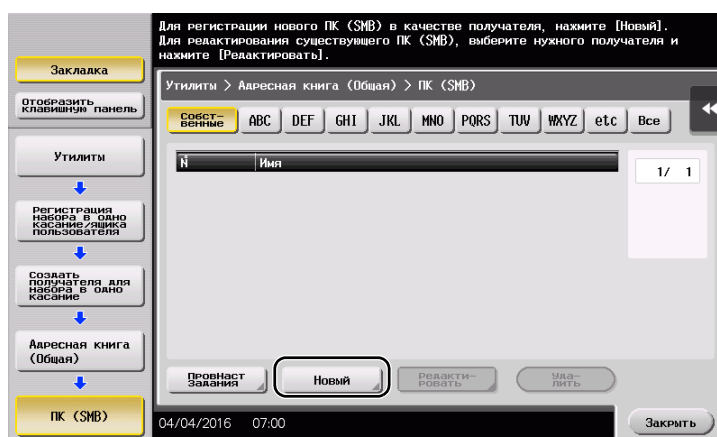 Для регистрации нового ПК (SMB) в качестве получателя, нажмите [Новый].
Для редактирования существующего ПК (SMB), выберите нужного получателя и
нажмите [Редактировать].
Закладка
Отобразить
клавишную панель
Утилиты
Регистрация
набора в одно
касание/ящика
пользователя
Создать
получателя для
набора в одно
касание
Адресная книга
(Общая)
ПК (SMB)
Утилиты > Адресная книга (Общая) > ПК (SMB)
Собст-
венные
ABC
DEF
GHI
JKL
MNO
PQRS
TUV
WXYZ
etc
Все
N
Имя
1/ 1
ПровНаст
Задания
Новый
Редакти-
ровать
Уда-
лить
04/04/2016 07:00
Закрыть